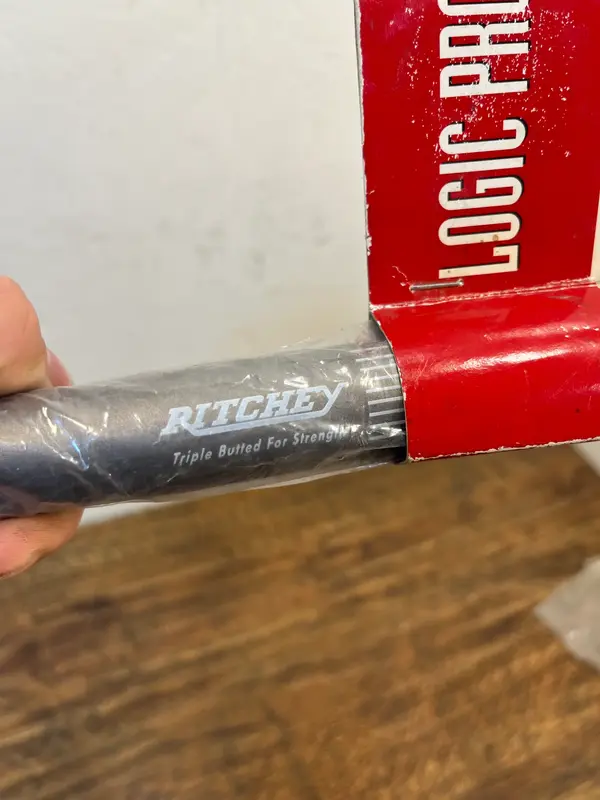 LOGIC PRO
RITCHEY
Triple Butted For Strength